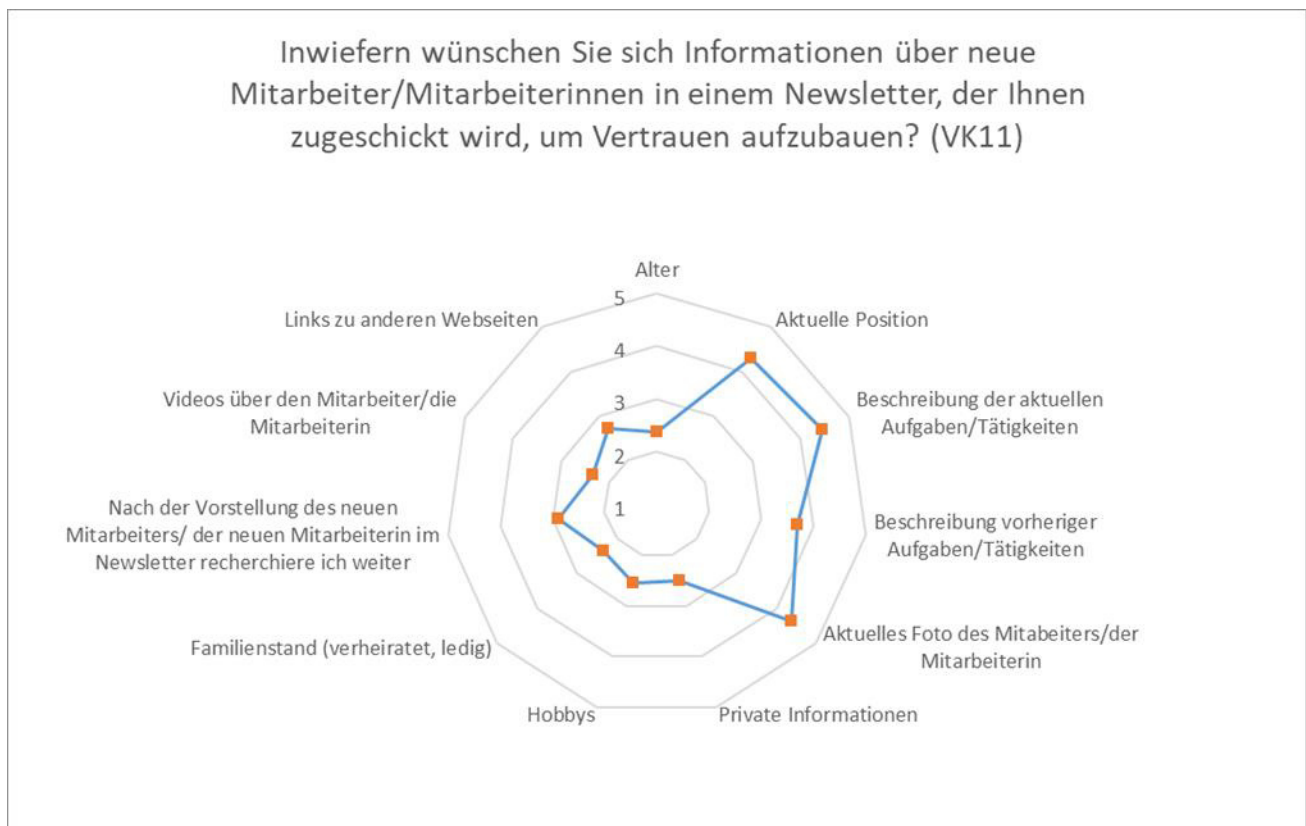 Inwiefern wünschen Sie sich Informationen über neue
Mitarbeiter/Mitarbeiterinnen in einem Newsletter, der Ihnen
zugeschickt wird, um Vertrauen aufzubauen? (VK11)
Alter
5
4
3
2
1
Aktuelle Position
Beschreibung der aktuellen
Aufgaben/Tätigkeiten
Beschreibung vorheriger
Aufgaben/Tätigkeiten
Aktuelles Foto des Mitabeiters/der
Mitarbeiterin
Private Informationen
Hobbys
Familienstand (verheiratet, ledig)
Nach der Vorstellung des neuen
Mitarbeiters/ der neuen Mitarbeiterin im
Newsletter recherchiere ich weiter
Videos über den Mitarbeiter/die
Mitarbeiterin
Links zu anderen Webseiten